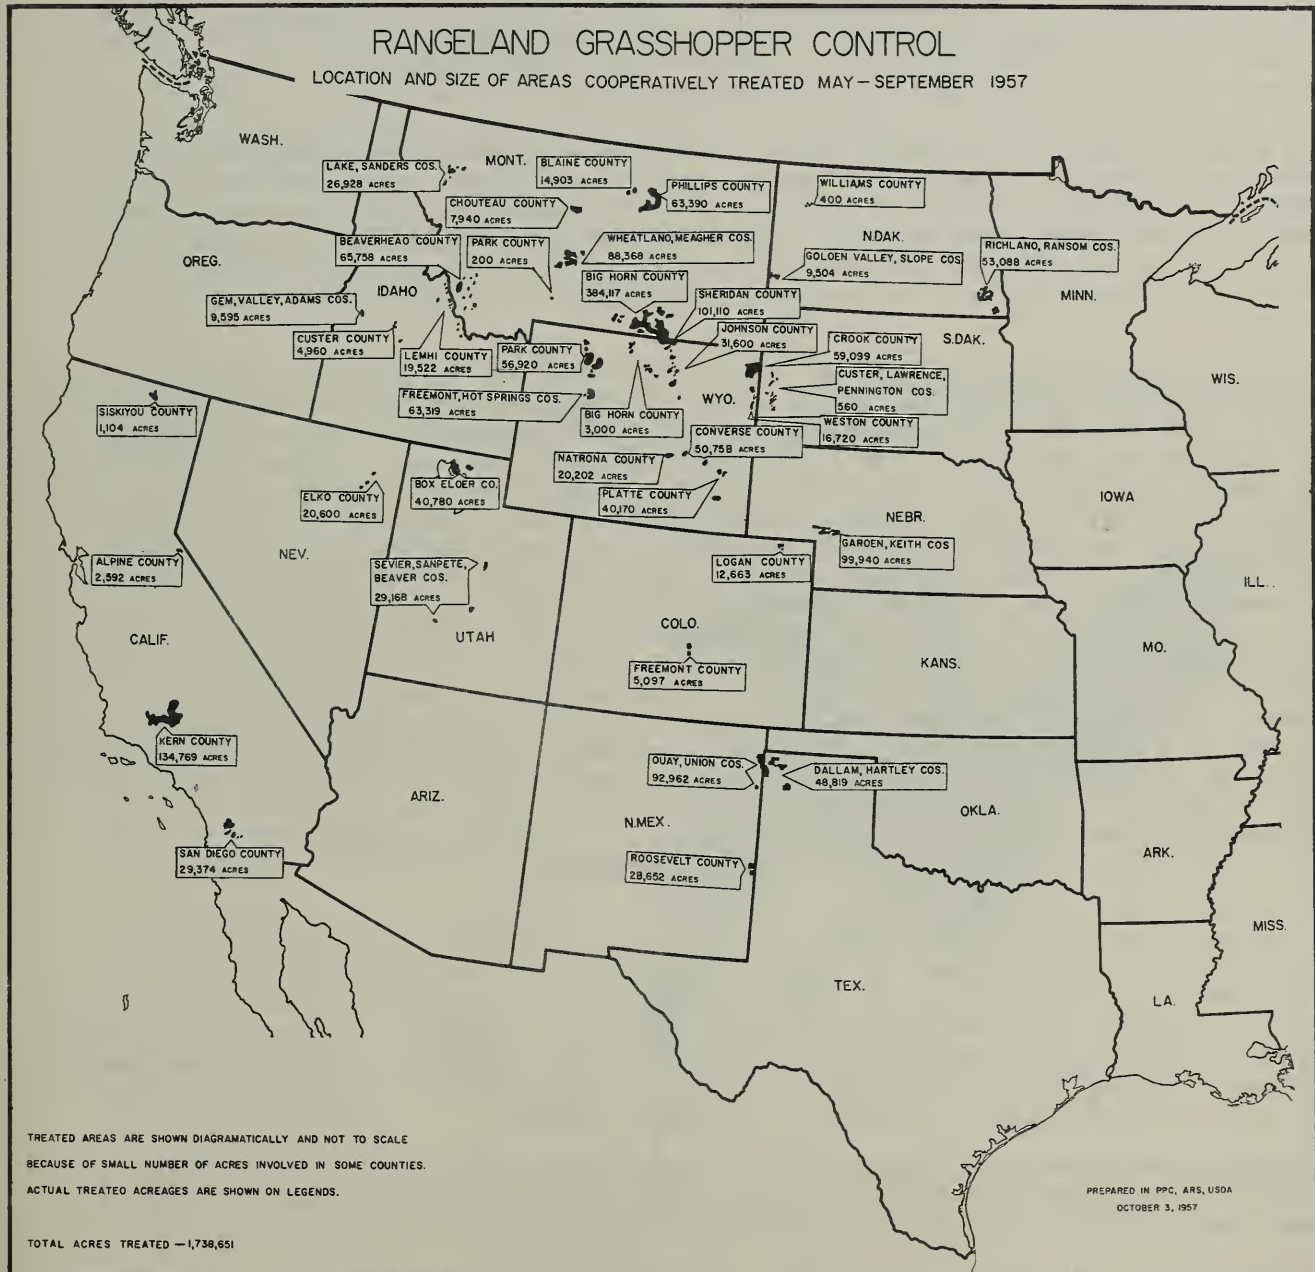 RANGELAND GRASSHOPPER CONTROL
LOCATION AND SIZE OF AREAS COOPERATIVELY TREATED MAY – SEPTEMBER 1957
WASH.
MONT.
LAKE, SANDERS COS.
26,928 ACRES
BLAINE COUNTY
14,903 ACRES
PHILLIPS COUNTY
63,390 ACRES
CHOUTEAU COUNTY
7,940 ACRES
WILLIAMS COUNTY
400 ACRES
N.DAK.
BEAVERHEAD COUNTY
65,758 ACRES
PARK COUNTY
200 ACRES
WHEATLANO, MEAGHER COS.
88,368 ACRES
GOLOEN VALLEY, SLOPE COS
9,504 ACRES
RICHLANO, RANSOM COS.
53,088 ACRES
MINN.
OREG.
IDAHO
BIG HORN COUNTY
384,117 ACRES
SHERIDAN COUNTY
101,110 ACRES
GEM, VALLEY, ADAMS COS.
9,595 ACRES
CUSTER COUNTY
4,960 ACRES
LEMHI COUNTY
19,522 ACRES
PARK COUNTY
56,920 ACRES
JOHNSON COUNTY
31,600 ACRES
CROOK COUNTY
59,099 ACRES
S.DAK.
CUSTER, LAWRENCE,
PENNINGTON COS.
560 ACRES
WIS.
FREEMONT, HOT SPRINGS COS.
63,319 ACRES
WYO.
BIG HORN COUNTY
3,000 ACRES
WESTON COUNTY
16,720 ACRES
SISKIYOU COUNTY
1,104 ACRES
CONVERSE COUNTY
50,758 ACRES
NATRONA COUNTY
20,202 ACRES
PLATTE COUNTY
40,170 ACRES
ELKO COUNTY
20,600 ACRES
BOX ELOER CO.
40,780 ACRES
IOWA
NEBR.
GAROEN, KEITH COS
99,940 ACRES
NEV.
ALPINE COUNTY
2,592 ACRES
SEVIER, SANPETE,
BEAVER COS.
29,168 ACRES
LOGAN COUNTY
12,663 ACRES
ILL.
CALIF.
UTAH
COLO.
FREEMONT COUNTY
5,097 ACRES
KANS.
MO.
KERN COUNTY
134,769 ACRES
QUAY, UNION COS.
92,962 ACRES
DALLAM, HARTLEY COS.
48,819 ACRES
ARIZ.
N.MEX.
OKLA.
SAN DIEGO COUNTY
29,374 ACRES
ROOSEVELT COUNTY
28,652 ACRES
ARK.
MISS.
TEX.
LA.
TREATED AREAS ARE SHOWN DIAGRAMATICALLY AND NOT TO SCALE
BECAUSE OF SMALL NUMBER OF ACRES INVOLVED IN SOME COUNTIES.
ACTUAL TREATEO ACREAGES ARE SHOWN ON LEGENDS.
TOTAL ACRES TREATED — 1,738,651
PREPARED IN PPC, ARS, USDA
OCTOBER 3, 1957